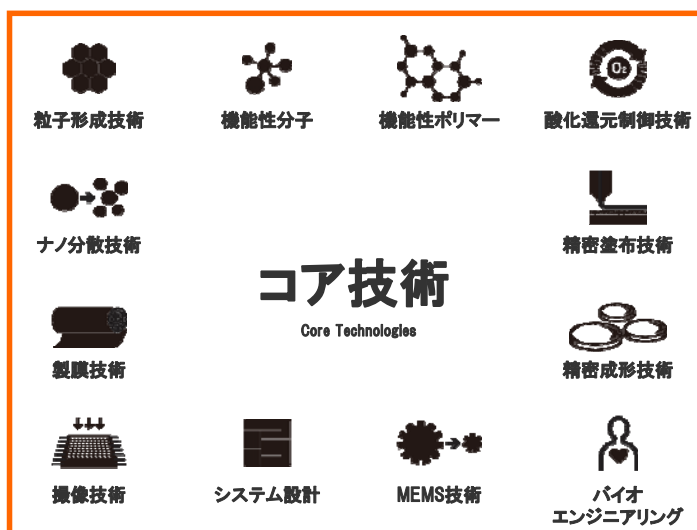 O₂
粒子形成技術
機能性分子
機能性ポリマー
酸化還元制御技術
ナノ分散技術
精密塗布技術
コア技術
Core Technologies
製膜技術
精密成形技術
撮像技術
システム設計
MEMS技術
バイオ
エンジニアリング